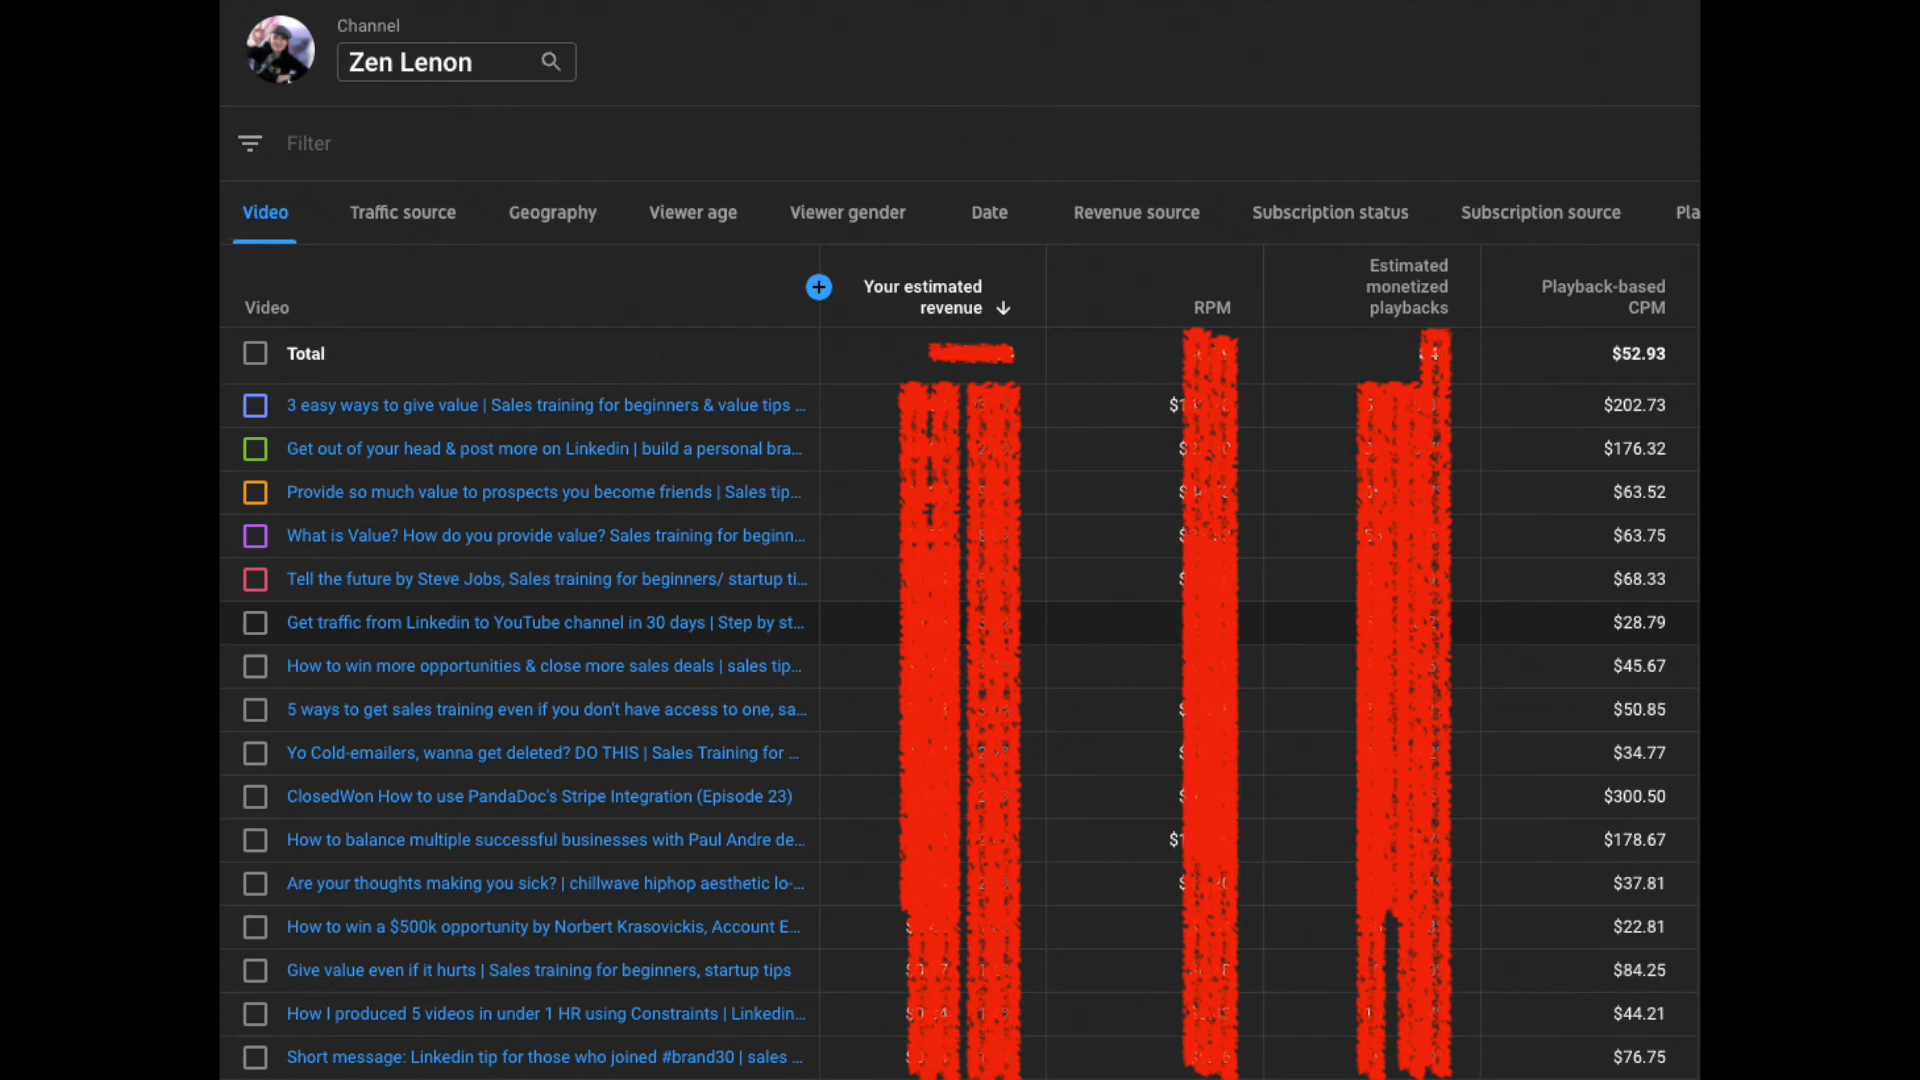 Channel
Zen Lenon
Filter
Video Traffic source Geography Viewer age Viewer gender Date Revenue source Subscription status Subscription source Pla
Video
Your estimated revenue
RPM
Estimated monetized playbacks
Playback-based CPM
Total $52.93
3 easy ways to give value | Sales training for beginners & value tips ... $202.73
Get out of your head & post more on Linkedin | build a personal bra... $176.32
Provide so much value to prospects you become friends | Sales tip... $63.52
What is Value? How do you provide value? Sales training for beginn... $63.75
Tell the future by Steve Jobs, Sales training for beginners/ startup ti... $68.33
Get traffic from Linkedin to YouTube channel in 30 days | Step by st... $28.79
How to win more opportunities & close more sales deals | sales tip... $45.67
5 ways to get sales training even if you don't have access to one, sa... $50.85
Yo Cold-emailers, wanna get deleted? DO THIS | Sales Training for ... $34.77
ClosedWon How to use PandaDoc's Stripe Integration (Episode 23) $300.50
How to balance multiple successful businesses with Paul Andre de... $178.67
Are your thoughts making you sick? | chillwave hiphop aesthetic lo-... $37.81
How to win a $500k opportunity by Norbert Krasovickis, Account E... $22.81
Give value even if it hurts | Sales training for beginners, startup tips $84.25
How I produced 5 videos in under 1 HR using Constraints | Linkedin... $44.21
Short message: Linkedin tip for those who joined #brand30 | sales ... $76.75